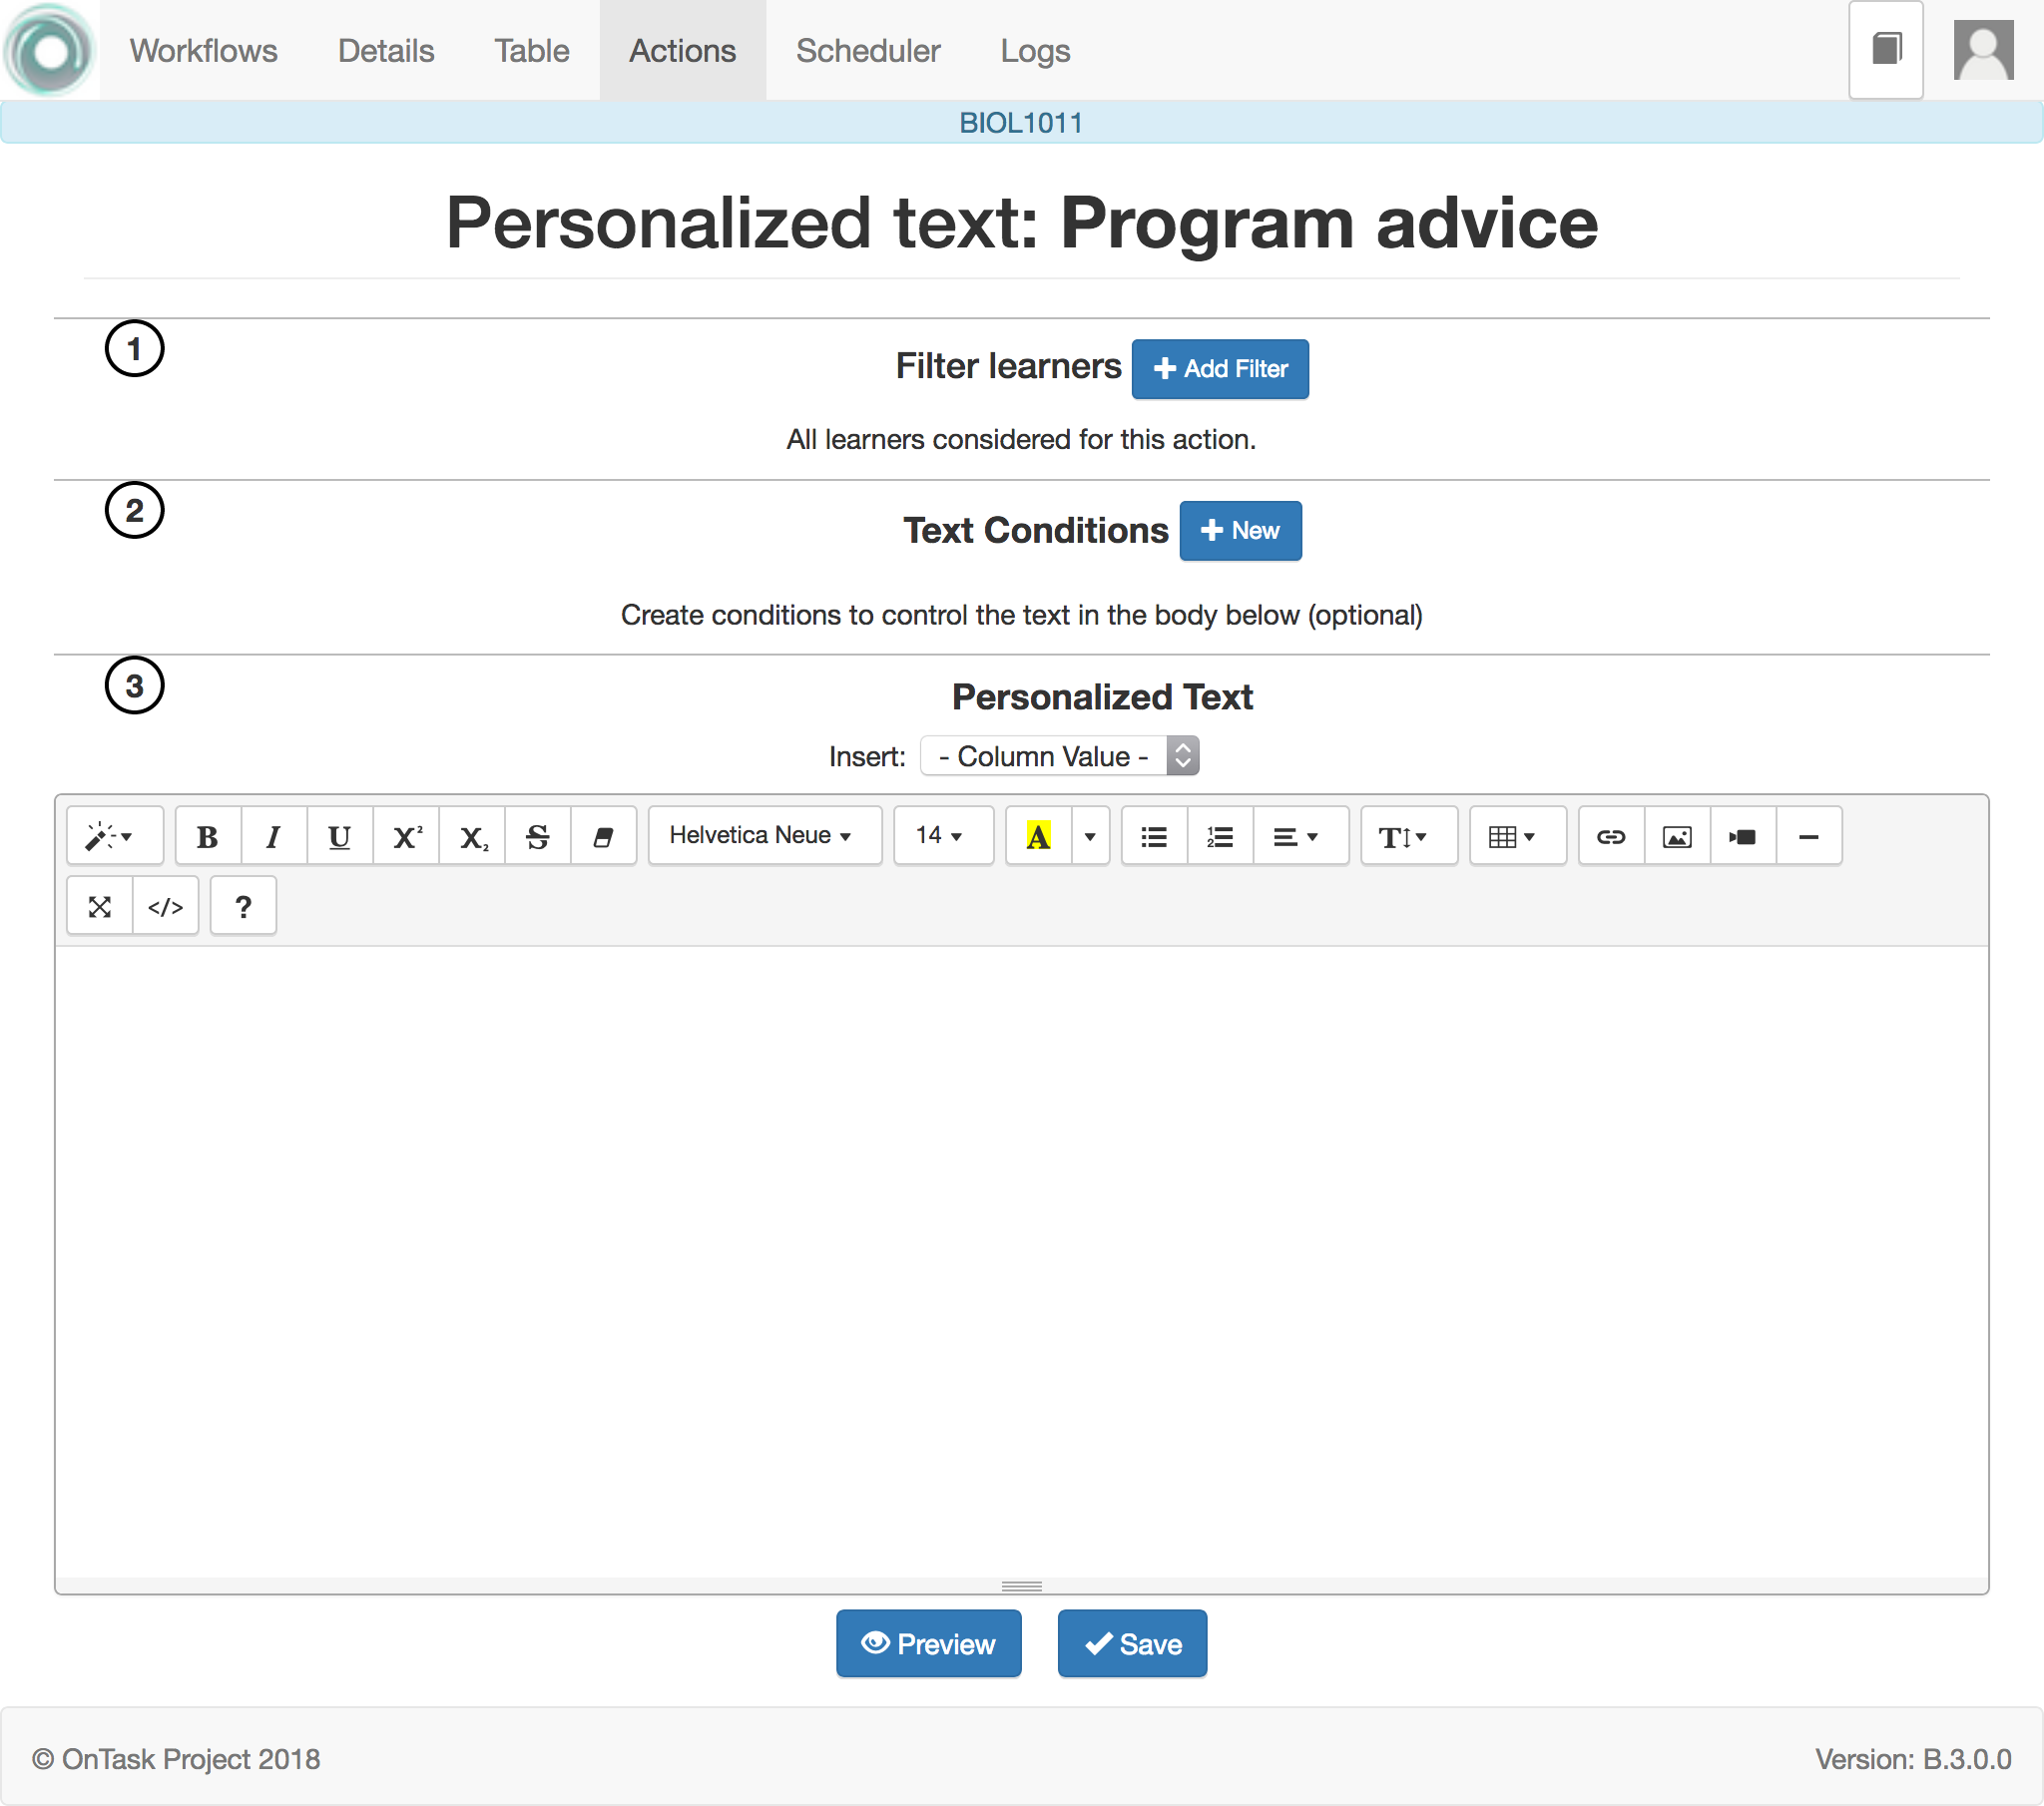 Workflows Details Table Actions Scheduler Logs
BIOL1011
Personalized text: Program advice
1
Filter learners Add Filter
All learners considered for this action.
2
Text Conditions New
Create conditions to control the text in the body below (optional)
3
Personalized Text
Insert: - Column Value -
B I U X² X₂ S Helvetica Neue 14 A T
</> ?
Preview Save
© OnTask Project 2018 Version: B.3.0.0